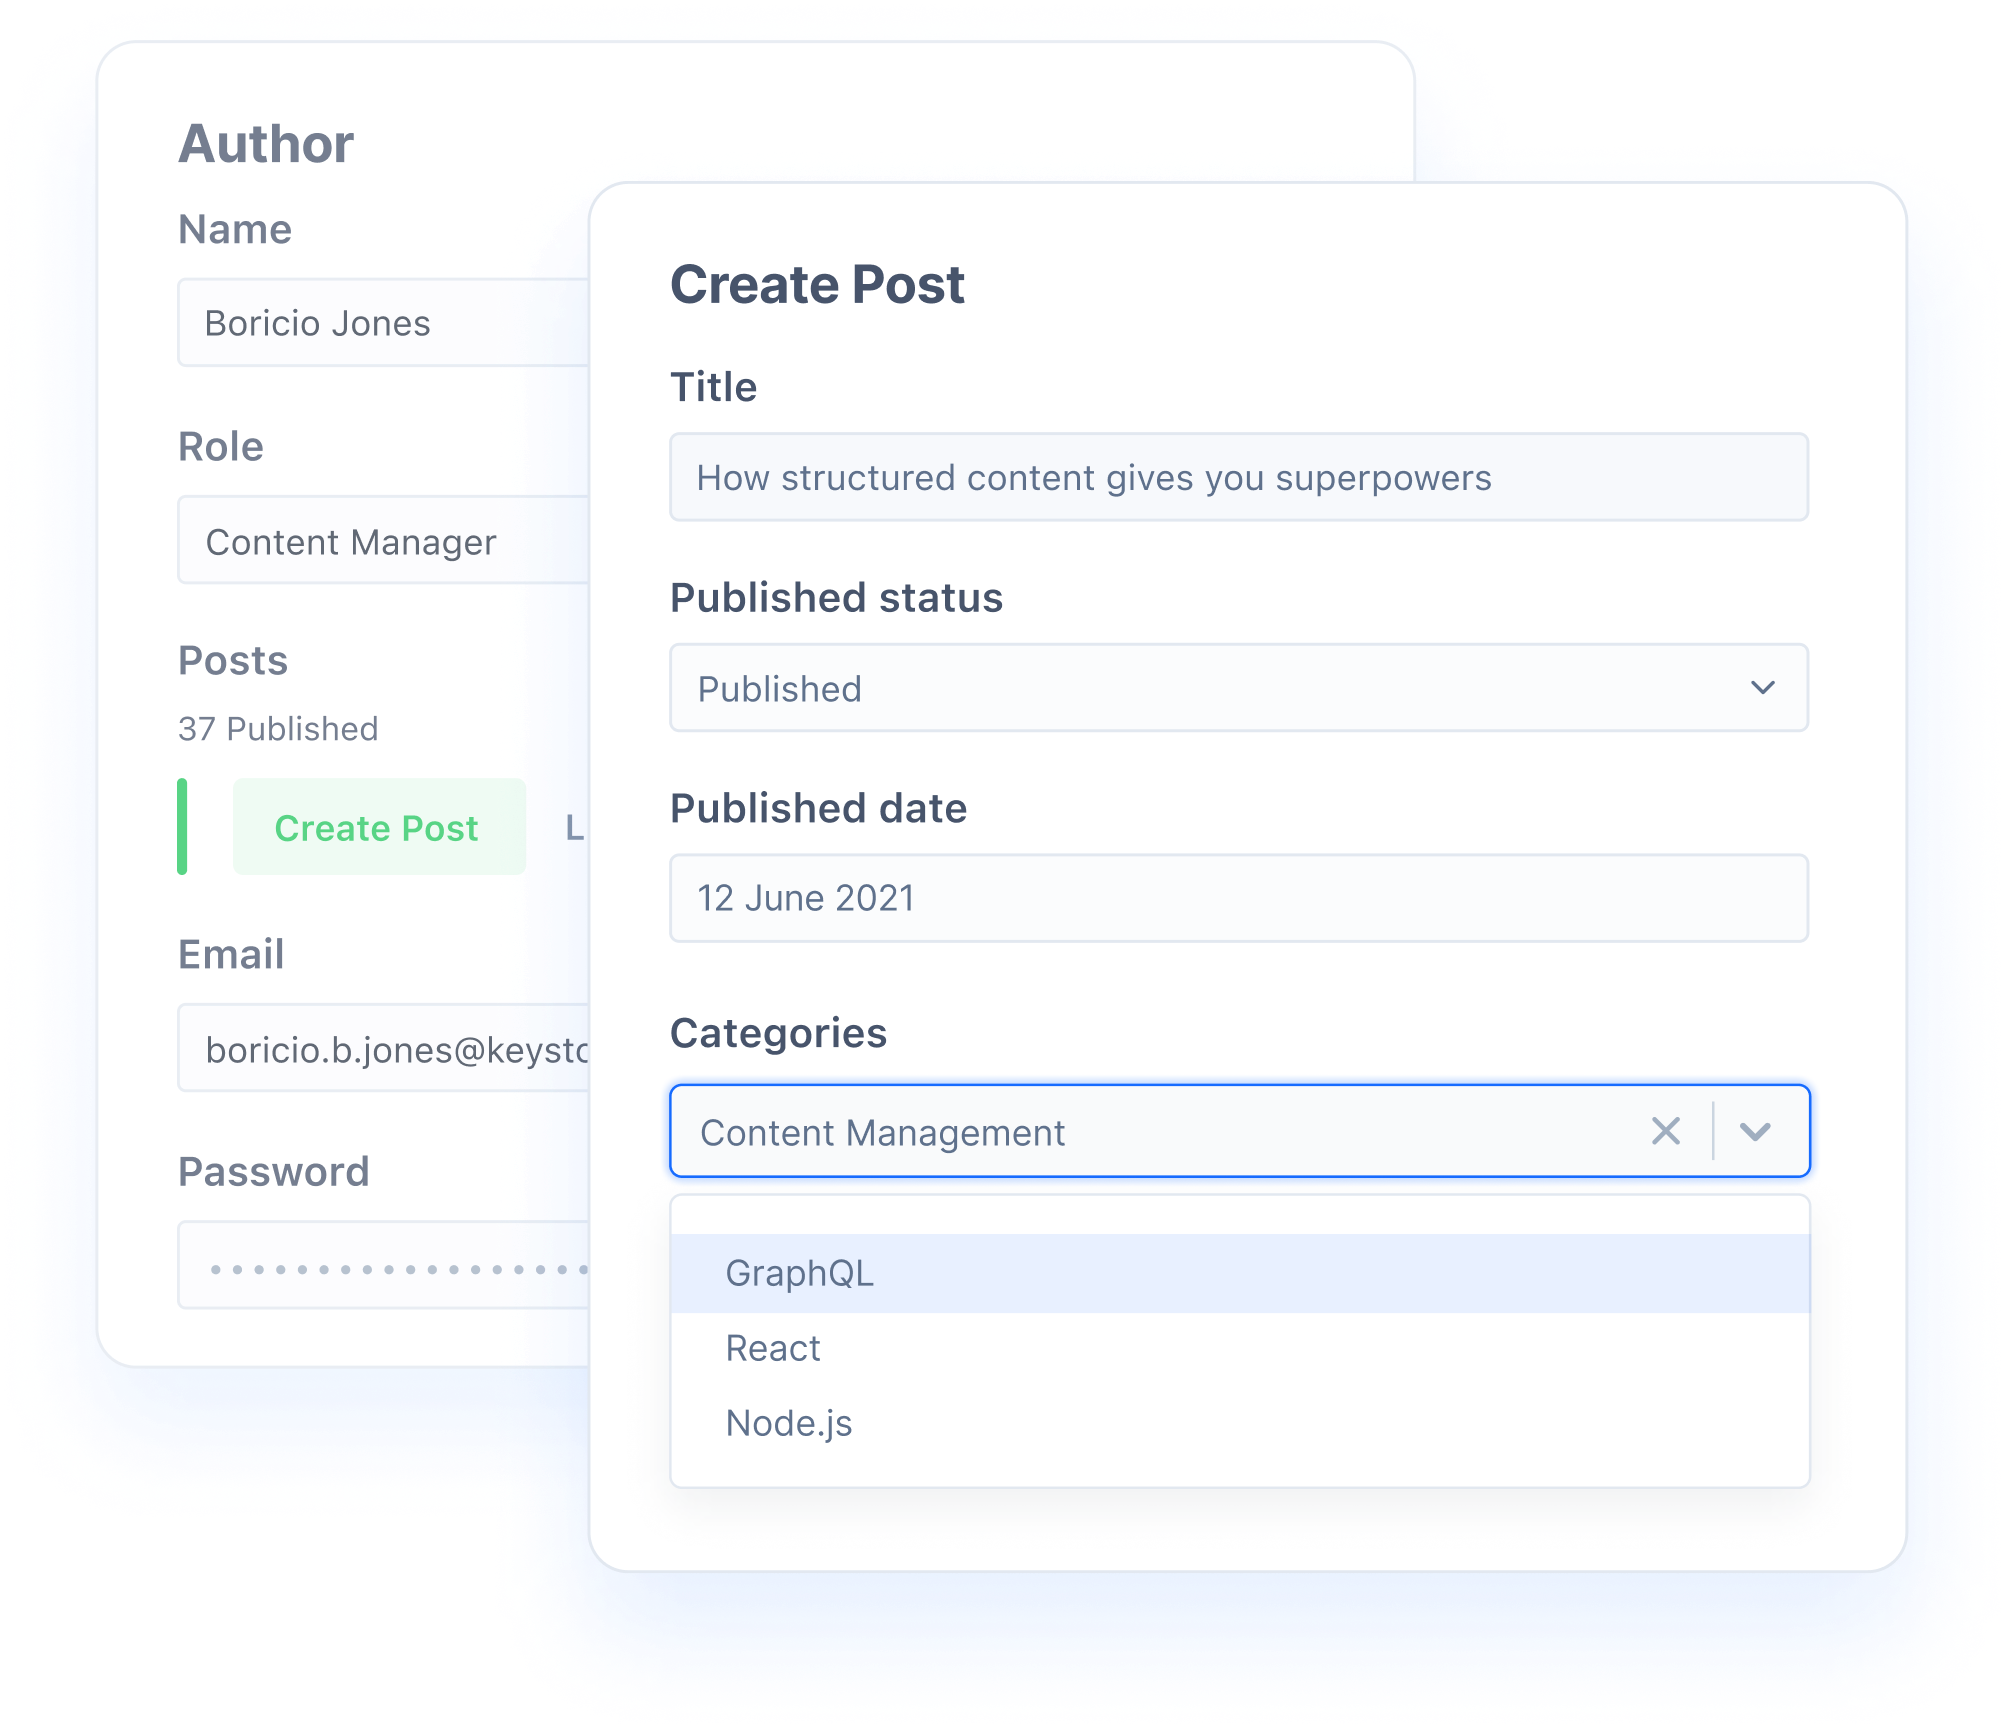 Author
Name
Boricio Jones
Role
Content Manager
Posts
37 Published
Create Post
L
Email
boricio.b.jones@keysto
Password
Create Post
Title
How structured content gives you superpowers
Published status
Published
Published date
12 June 2021
Categories
Content Management
GraphQL
React
Node.js